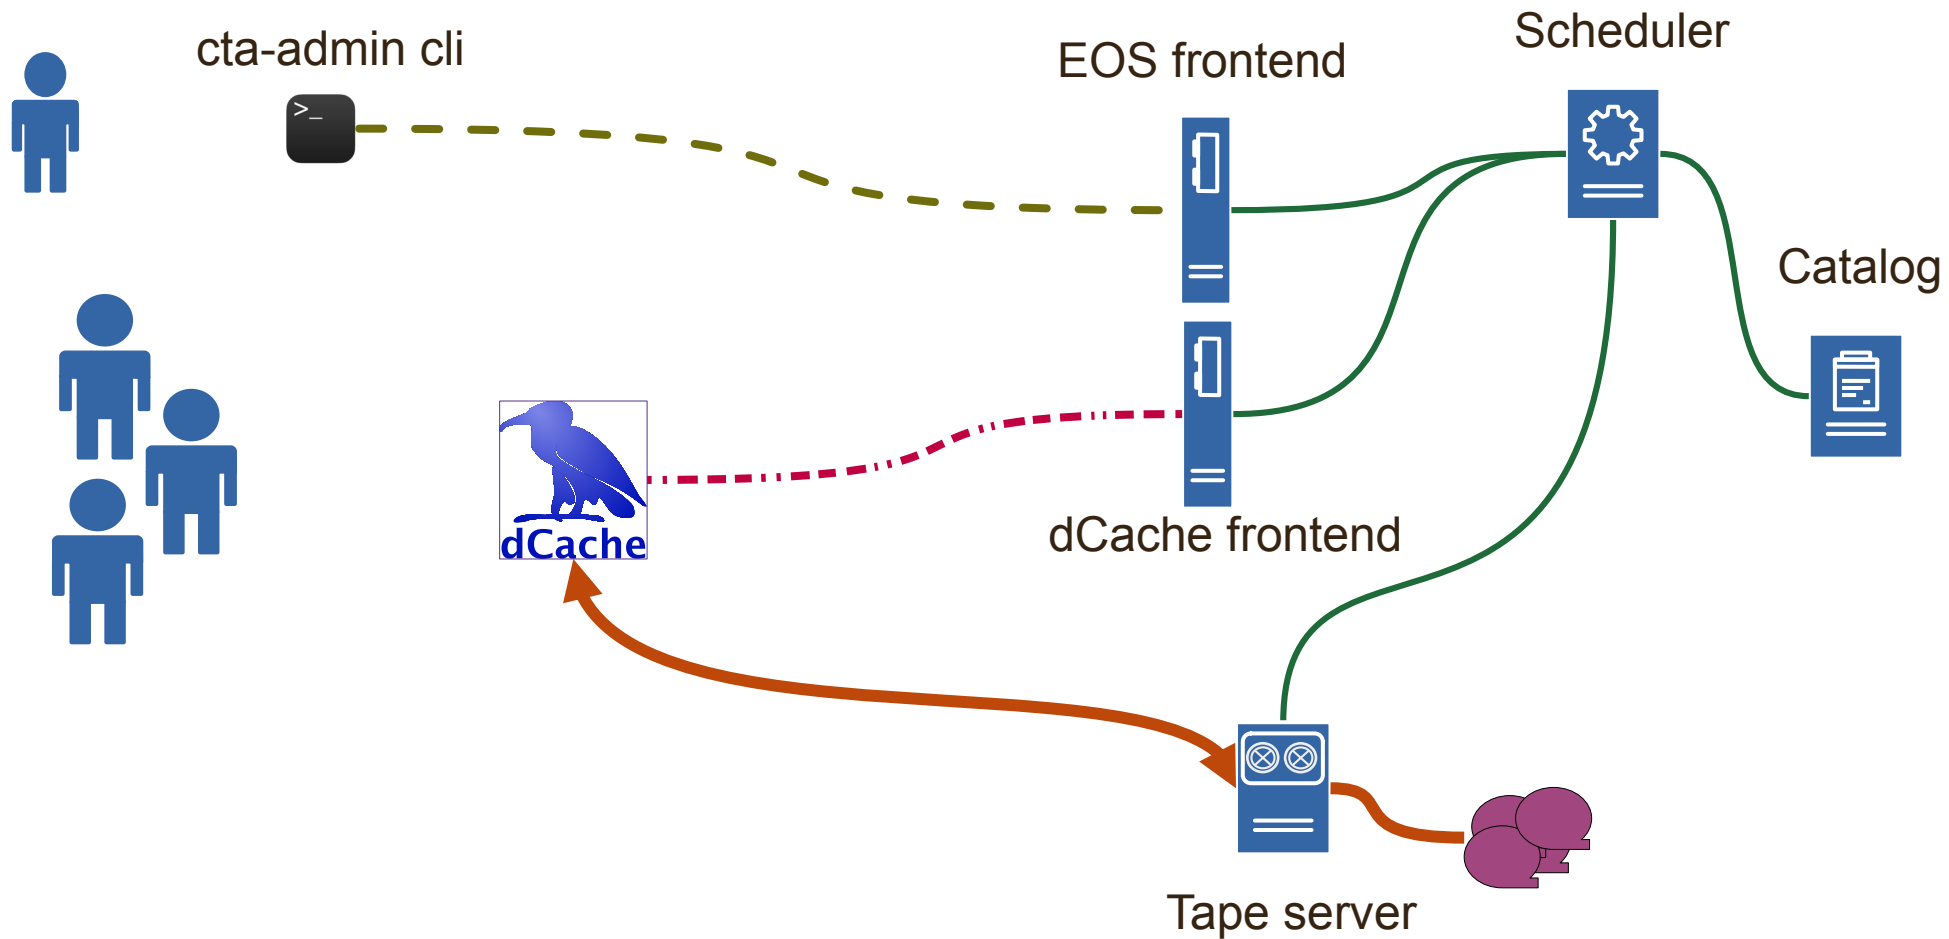 cta-admin cli
EOS frontend
Scheduler
>_
Catalog
dCache
dCache frontend
Tape server